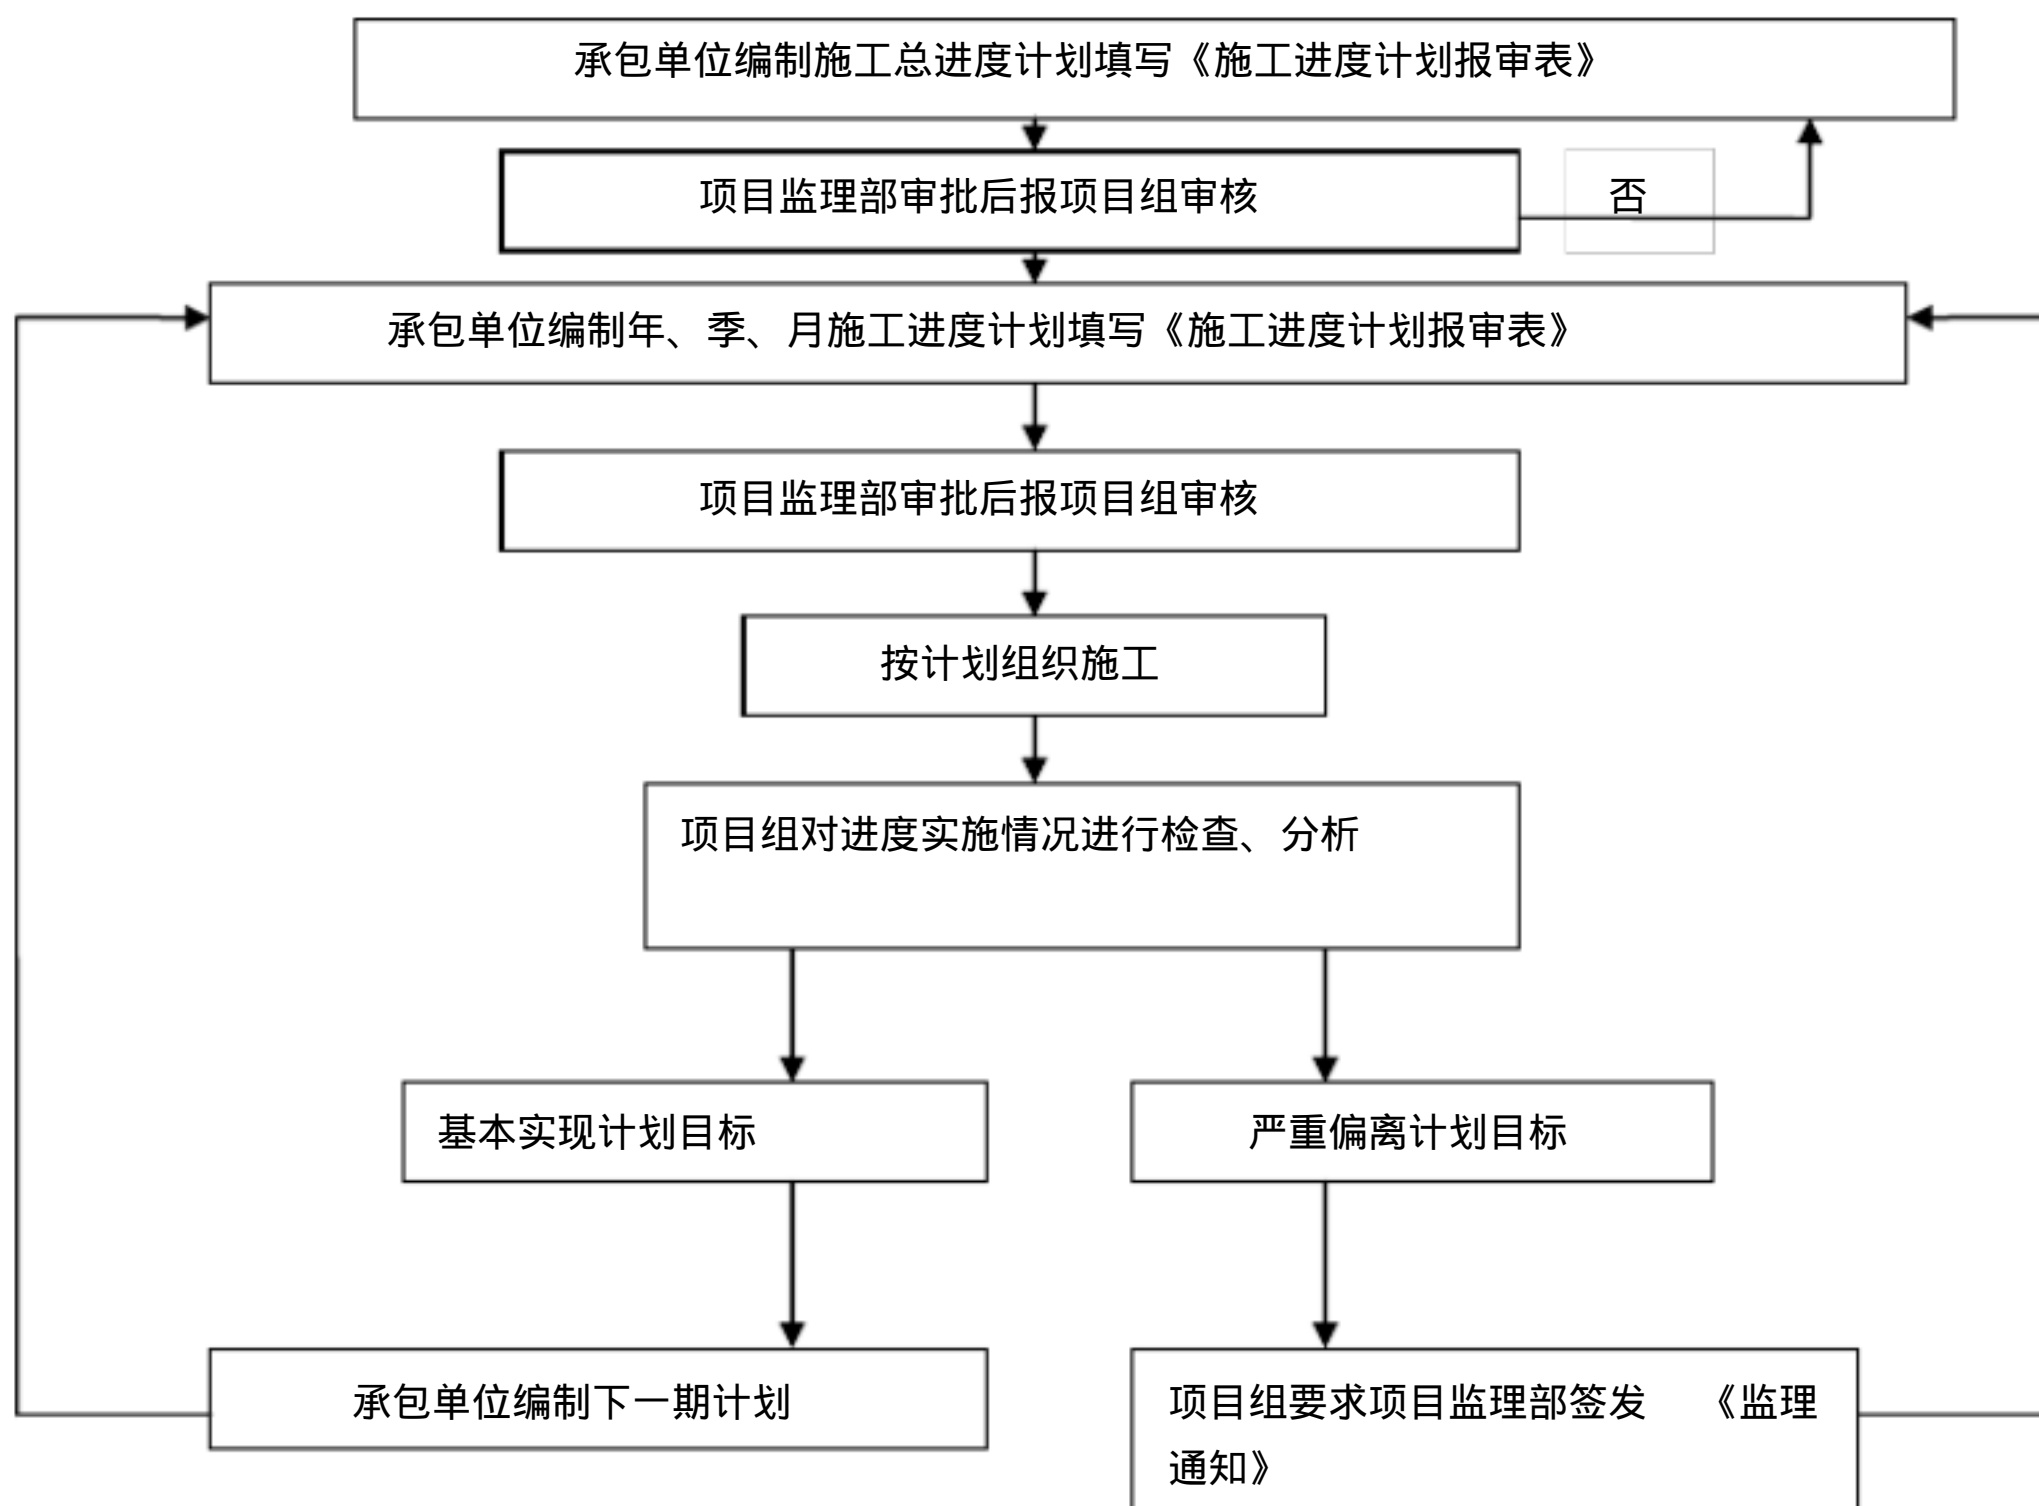 承包单位编制施工总进度计划填写《施工进度计划报审表》
项目监理部审批后报项目组审核
否
承包单位编制年、季、月施工进度计划填写《施工进度计划报审表》
项目监理部审批后报项目组审核
按计划组织施工
项目组对进度实施情况进行检查、分析
基本实现计划目标
严重偏离计划目标
承包单位编制下一期计划
项目组要求项目监理部签发 《监理
通知》